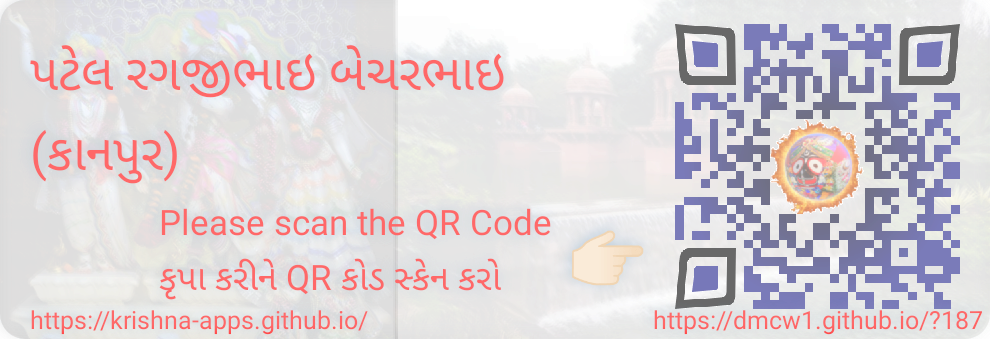 પટેલ રગજીભાઇ બેચરભાઇ
(કાનપુર)
Please scan the QR Code
કૃપા કરીને QR કોડ સ્કેન કરો
https://krishna-apps.github.io/
https://dmcw1.github.io/?187